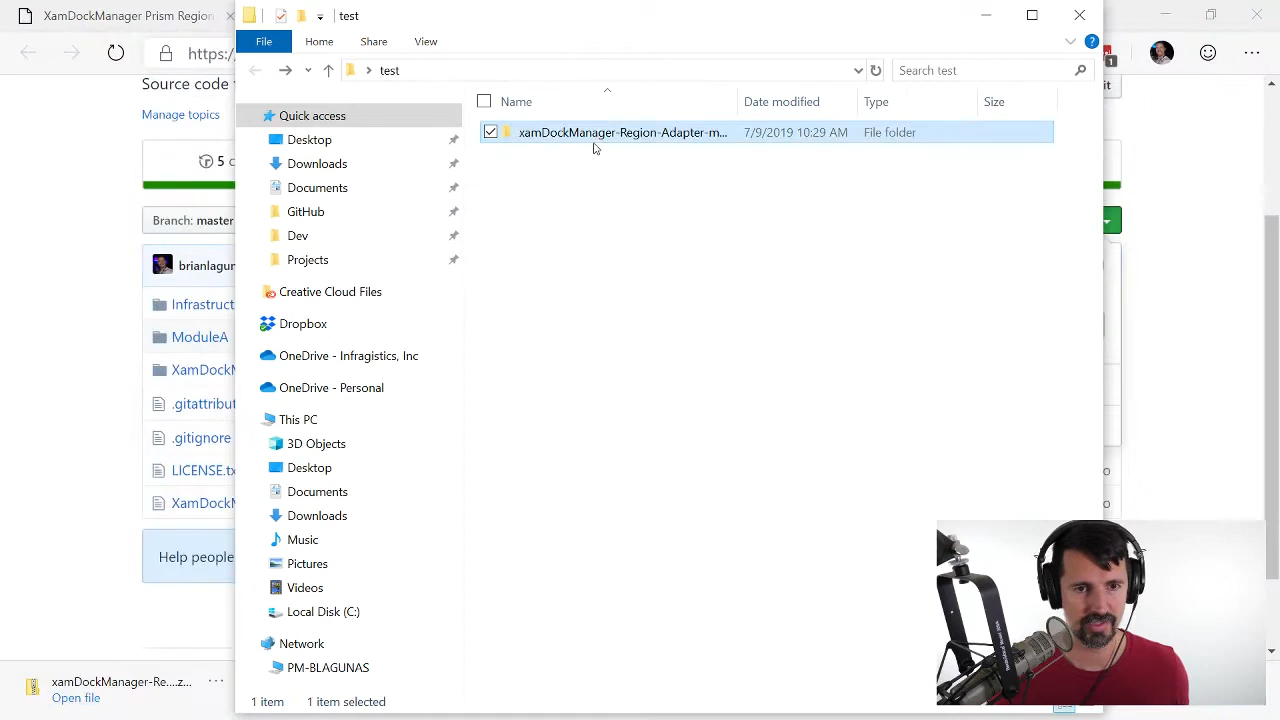 XamDockManager Prism Region
test
File
Home
Share
View
?
test
Search test
https:/
1
Source code
it
Manage topics
5 c
Branch: master
brianlagun
Infrastruct
ModuleA
XamDock
.gitattribut
.gitignore
LICENSE.tx
XamDock
Help people
o
o
Name
Date modified
Type
Size
xamDockManager-Region-Adapter-m...
7/9/2019 10:29 AM
File folder
Quick access
Desktop
Downloads
Documents
GitHub
Dev
Projects
Creative Cloud Files
Dropbox
OneDrive - Infragistics, Inc
OneDrive - Personal
This PC
3D Objects
Desktop
Documents
Downloads
Music
Pictures
Videos
Local Disk (C:)
Network
PM-BLAGUNAS
1 item
1 item selected
xamDockManager-Re....z...
Open file